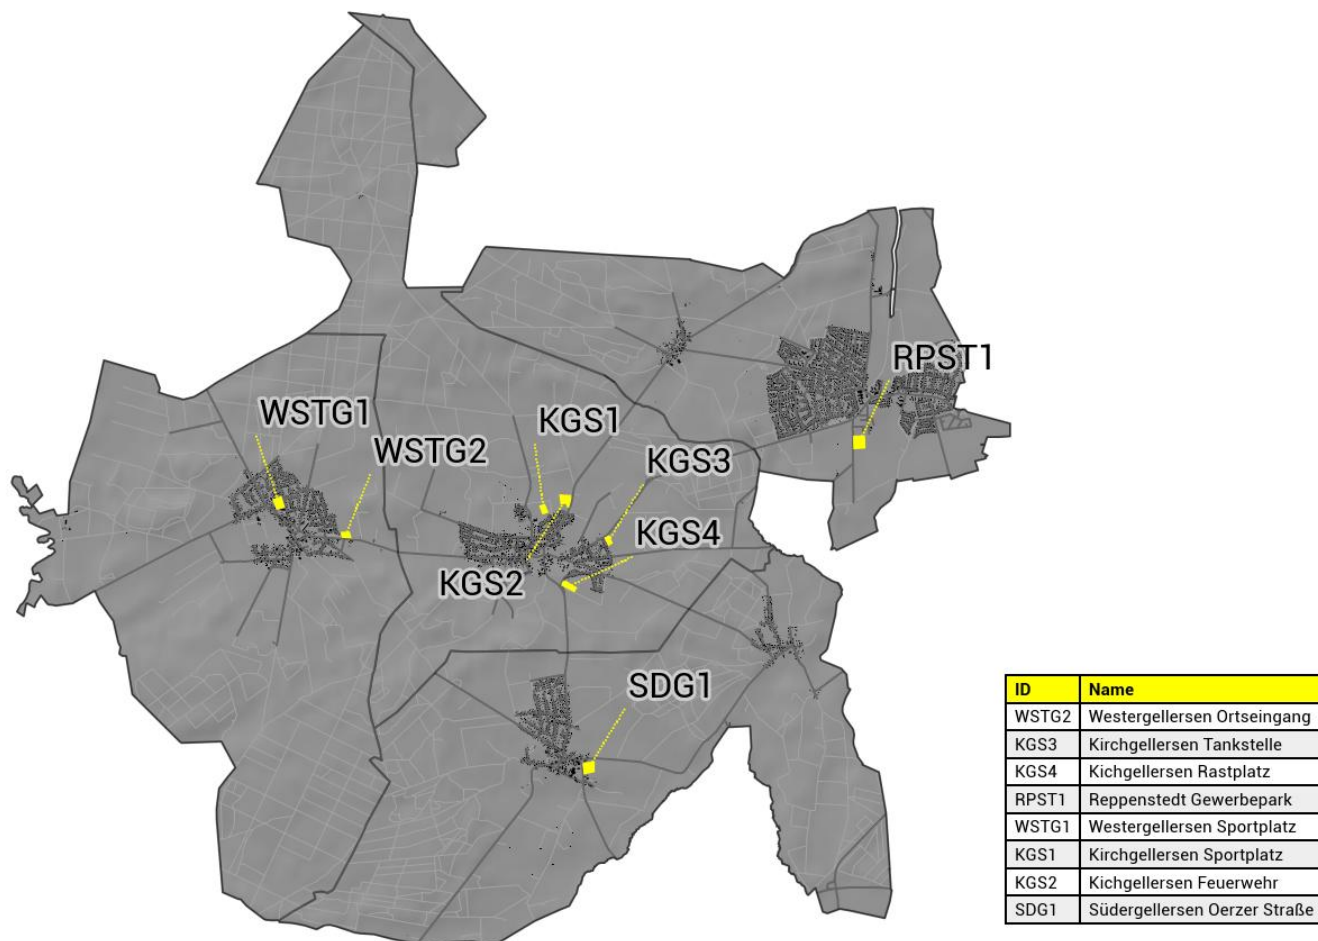 RPST1
WSTG1
KGS1
WSTG2
KGS3
KGS4
KGS2
SDG1
ID Name
WSTG2 Westergellersen Ortseingang
KGS3 Kirchgellersen Tankstelle
KGS4 Kichgellersen Rastplatz
RPST1 Reppenstedt Gewerbepark
WSTG1 Westergellersen Sportplatz
KGS1 Kirchgellersen Sportplatz
KGS2 Kichgellersen Feuerwehr
SDG1 Südergellersen Oerzer Straße